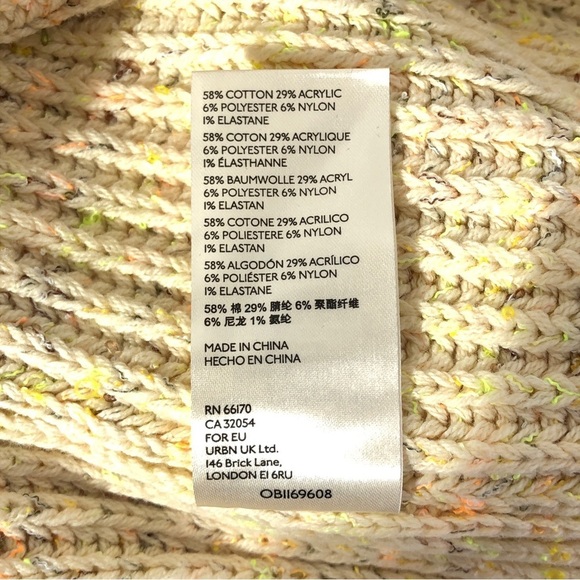 58% COTTON 29% ACRYLIC
6% POLYESTER 6% NYLON
1% ELASTANE
58% COTON 29% ACRYLIQUE
6% POLYESTER 6% NYLON
1% ÉLASTHANNE
58% BAUMWOLLE 29% ACRYL
6% POLYESTER 6% NYLON
1% ELASTAN
58% COTONE 29% ACRILICO
6% POLIESTERE 6% NYLON
1% ELASTAN
58% ALGODÓN 29% ACRÍLICO
6% POLIÉSTER 6% NYLON
1% ELASTANE
58% 棉 29% 腈纶 6% 聚酯纤维
6% 尼龙 1% 氨纶
MADE IN CHINA
HECHO EN CHINA
RN 66170
CA 32054
FOR EU
URBN UK Ltd.
146 Brick Lane,
LONDON E1 6RU
OB1169608